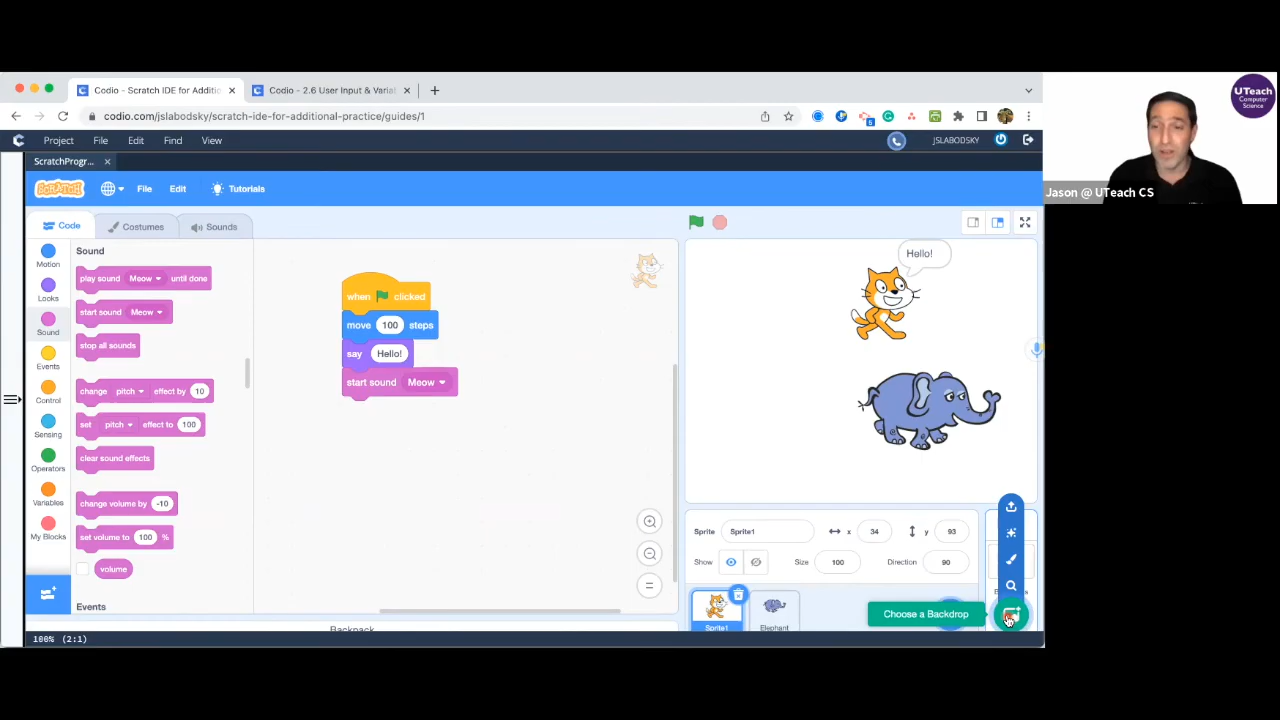 Codio - Scratch IDE for Additio
Codio - 2.6 User Input & Variab
codio.com/jslabodsky/scratch-ide-for-additional-practice/guides/1
5
UTeach
Computer
Science
Project File Edit Find View
JSLABODSKY
ScratchProgr...
Jason @ UTeach CS
SCRATCH File Edit Tutorials
Code Costumes Sounds
Motion
Looks
Sound
Events
Control
Sensing
Operators
Variables
My Blocks
Sound
play sound Meow until done
start sound Meow
stop all sounds
change pitch effect by 10
set pitch effect to 100
clear sound effects
change volume by -10
set volume to 100 %
volume
Events
when clicked
move 100 steps
say Hello!
start sound Meow
Hello!
Sprite Sprite1 x 34 y 93
Show Size 100 Direction 90
Sprite1
Elephant
Choose a Backdrop
Backpack
100% (2:1)